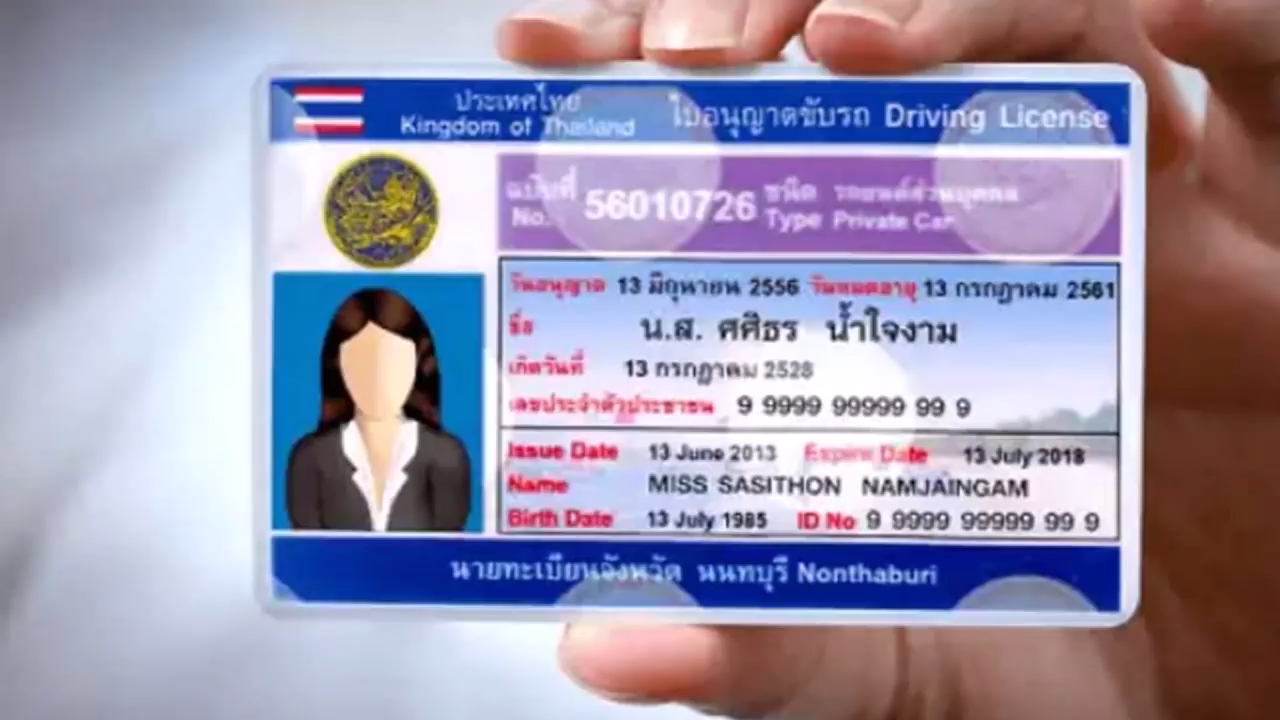 ประเทศไทย
Kingdom of Thailand
ใบอนุญาตขับรถ Driving License
ฉบับที่ 56010726 ชนิด รถยนต์ส่วนบุคคล
No. Type Private Car
วันอนุญาต 13 มิถุนายน 2556 วันหมดอายุ 13 กรกฎาคม 2561
ชื่อ น.ส. ศศิธร น้ำใจงาม
เกิดวันที่ 13 กรกฎาคม 2528
เลขประจำตัวประชาชน 9 9999 99999 99 9
Issue Date 13 June 2013 Expire Date 13 July 2018
Name MISS SASITHON NAMJAINGAM
Birth Date 13 July 1985 ID No 9 9999 99999 99 9
นายทะเบียนจังหวัด นนทบุรี Nonthaburi